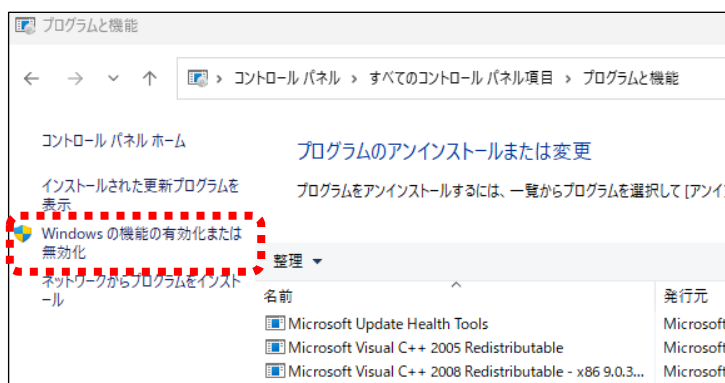 プログラムと機能
コントロール パネル › すべてのコントロール パネル項目 › プログラムと機能
コントロール パネル ホーム
インストールされた更新プログラムを
表示
Windows の機能の有効化または
無効化
ネットワークからプログラムをインスト
ール
プログラムのアンインストールまたは変更
プログラムをアンインストールするには、一覧からプログラムを選択して [アンイ
整理
名前 発行元
Microsoft Update Health Tools Microsoft
Microsoft Visual C++ 2005 Redistributable Microsoft
Microsoft Visual C++ 2008 Redistributable - x86 9.0.3... Microsoft